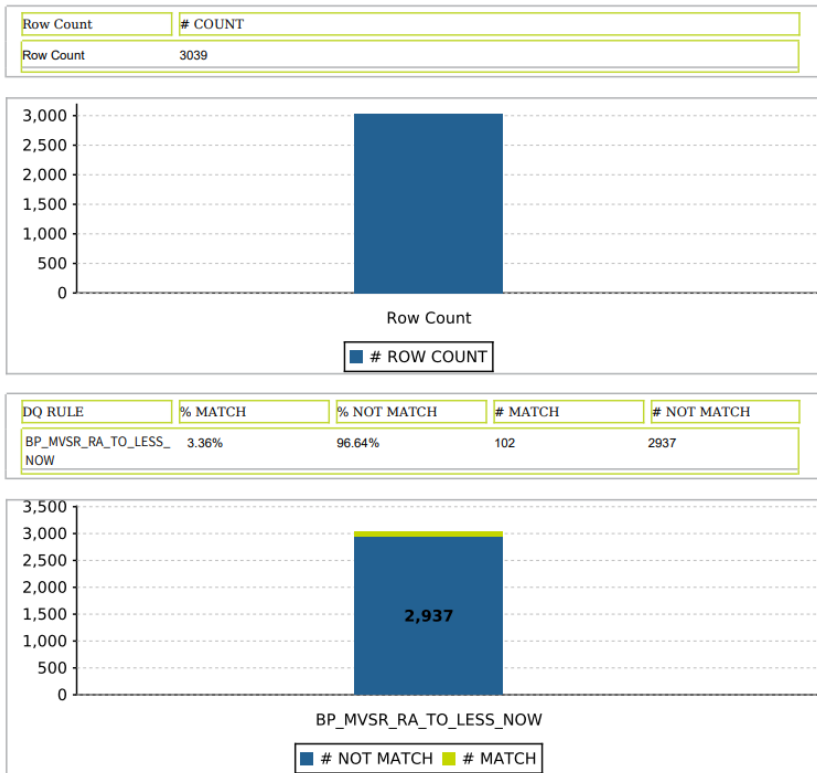 Row Count # COUNT
Row Count 3039
3,000
2,500
2,000
1,500
1,000
500
0
Row Count
# ROW COUNT
DQ RULE % MATCH % NOT MATCH # MATCH # NOT MATCH
BP_MVSR_RA_TO_LESS_ 3.36% 96.64% 102 2937
NOW
3,500
3,000
2,500
2,000
1,500
1,000
500
0
2,937
BP_MVSR_RA_TO_LESS_NOW
# NOT MATCH # MATCH